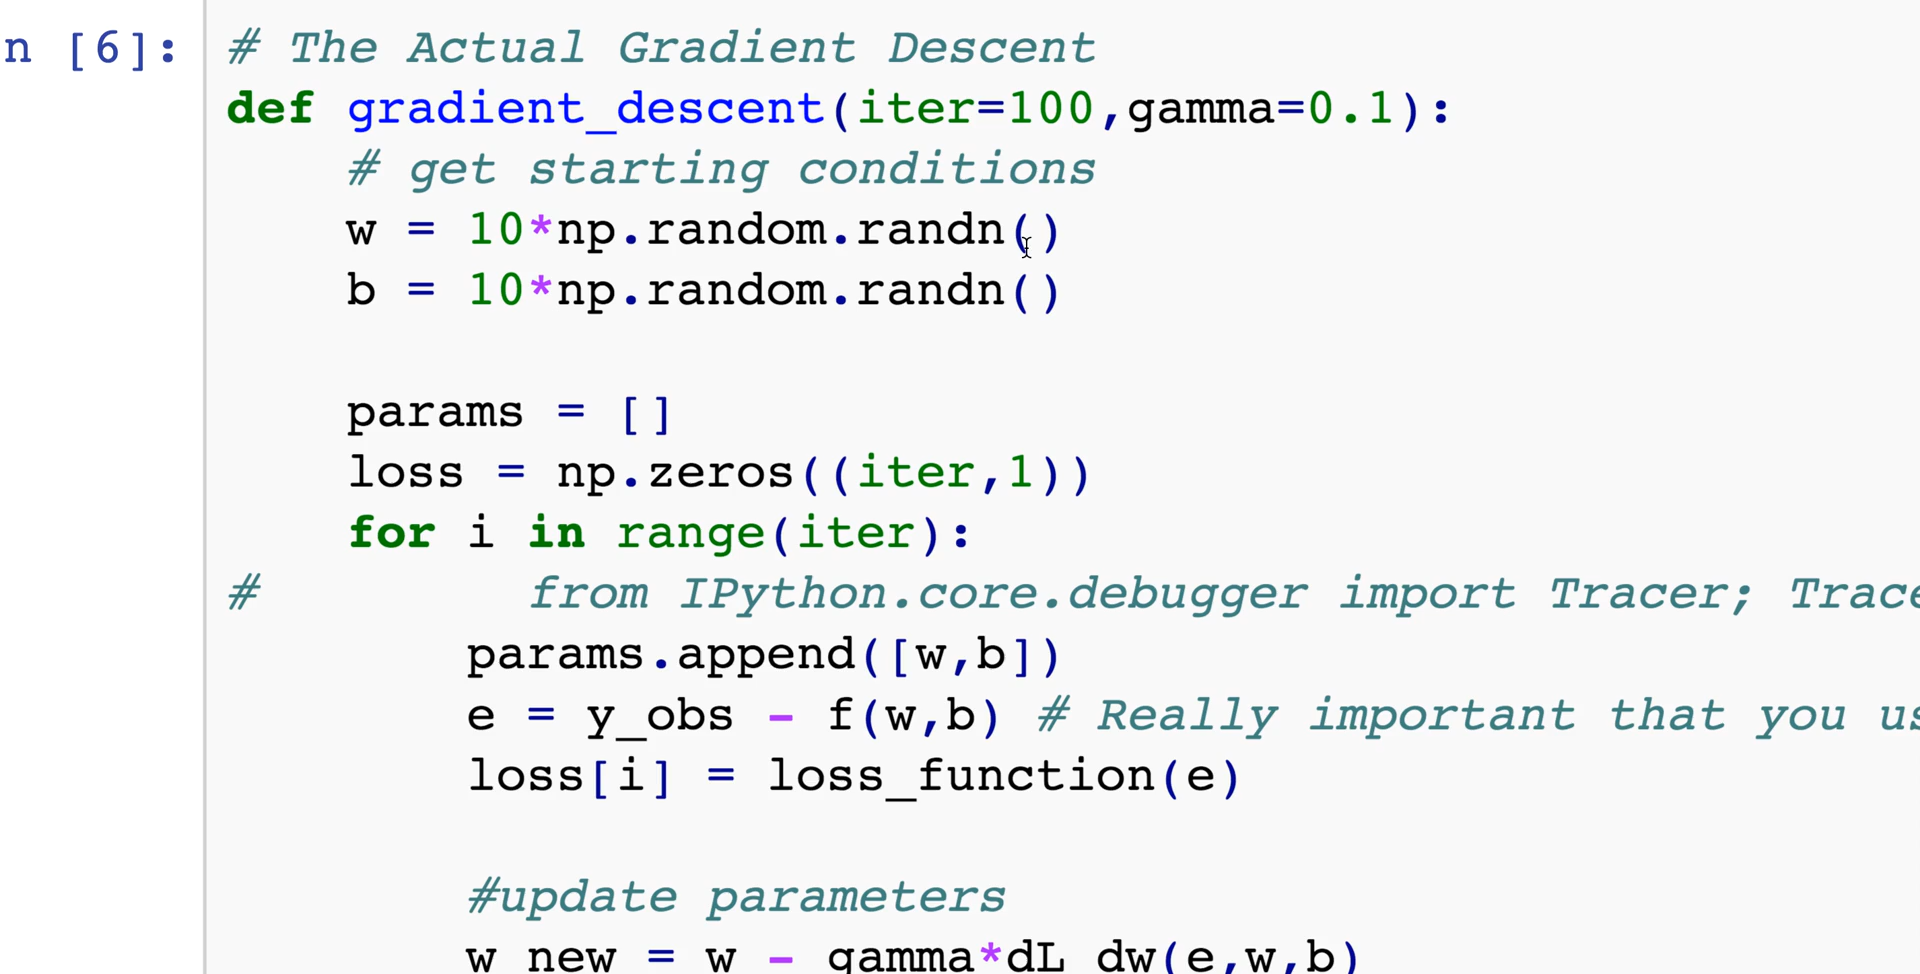 n [6]:
# The Actual Gradient Descent
def gradient_descent(iter=100,gamma=0.1):
    # get starting conditions
    w = 10*np.random.randn()
    b = 10*np.random.randn()
    params = []
    loss = np.zeros((iter,1))
    for i in range(iter):
#         from IPython.core.debugger import Tracer; Trace
        params.append([w,b])
        e = y_obs - f(w,b) # Really important that you us
        loss[i] = loss_function(e)
        #update parameters
        w_new = w - gamma*dL_dw(e,w,b)